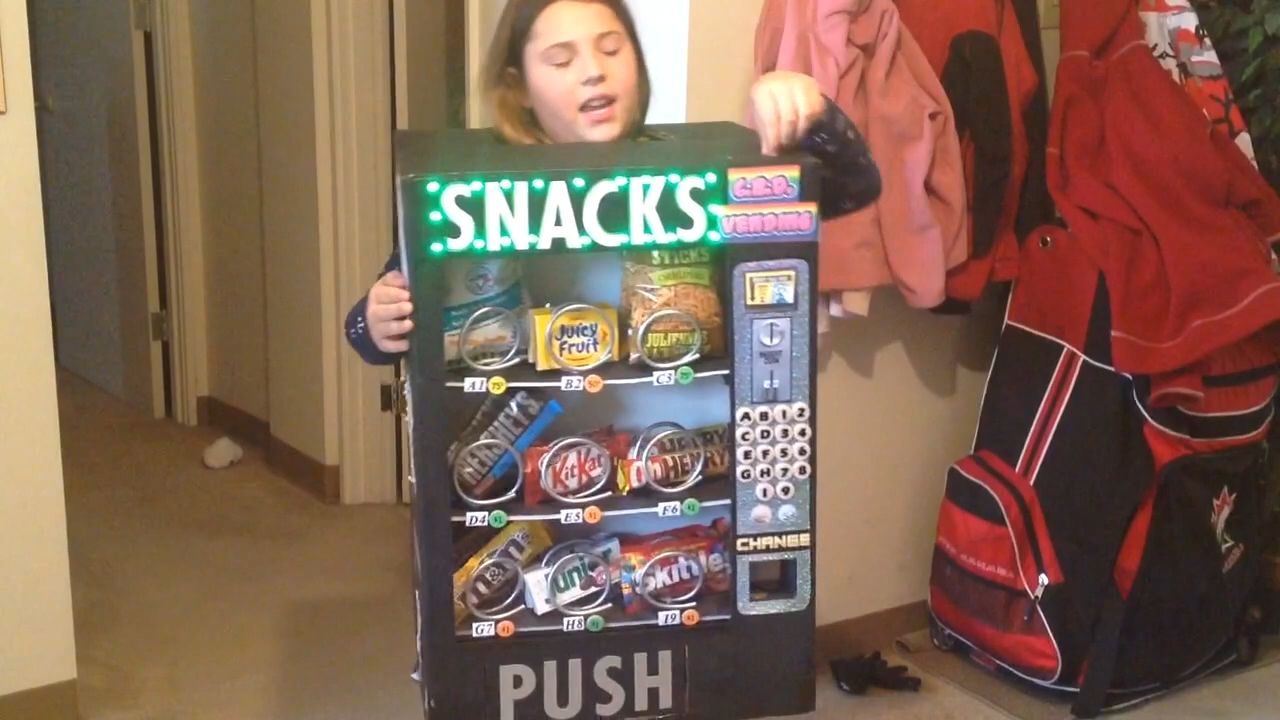 SNACKS
C.R.D.
VENDING
STICKS
JUICY
FRUIT
JULIENNE
A1 75¢ B2 50¢ C3 75¢
HERSHEY'S
KitKat
OH HENRY
D4 $1 E5 $1 F6 $1
A B 1 2
C D 3 4
E F 5 6
G H 7 8
I 9
CHANGE
m
skittles
G7 $1 H8 $1 I9 $1
PUSH